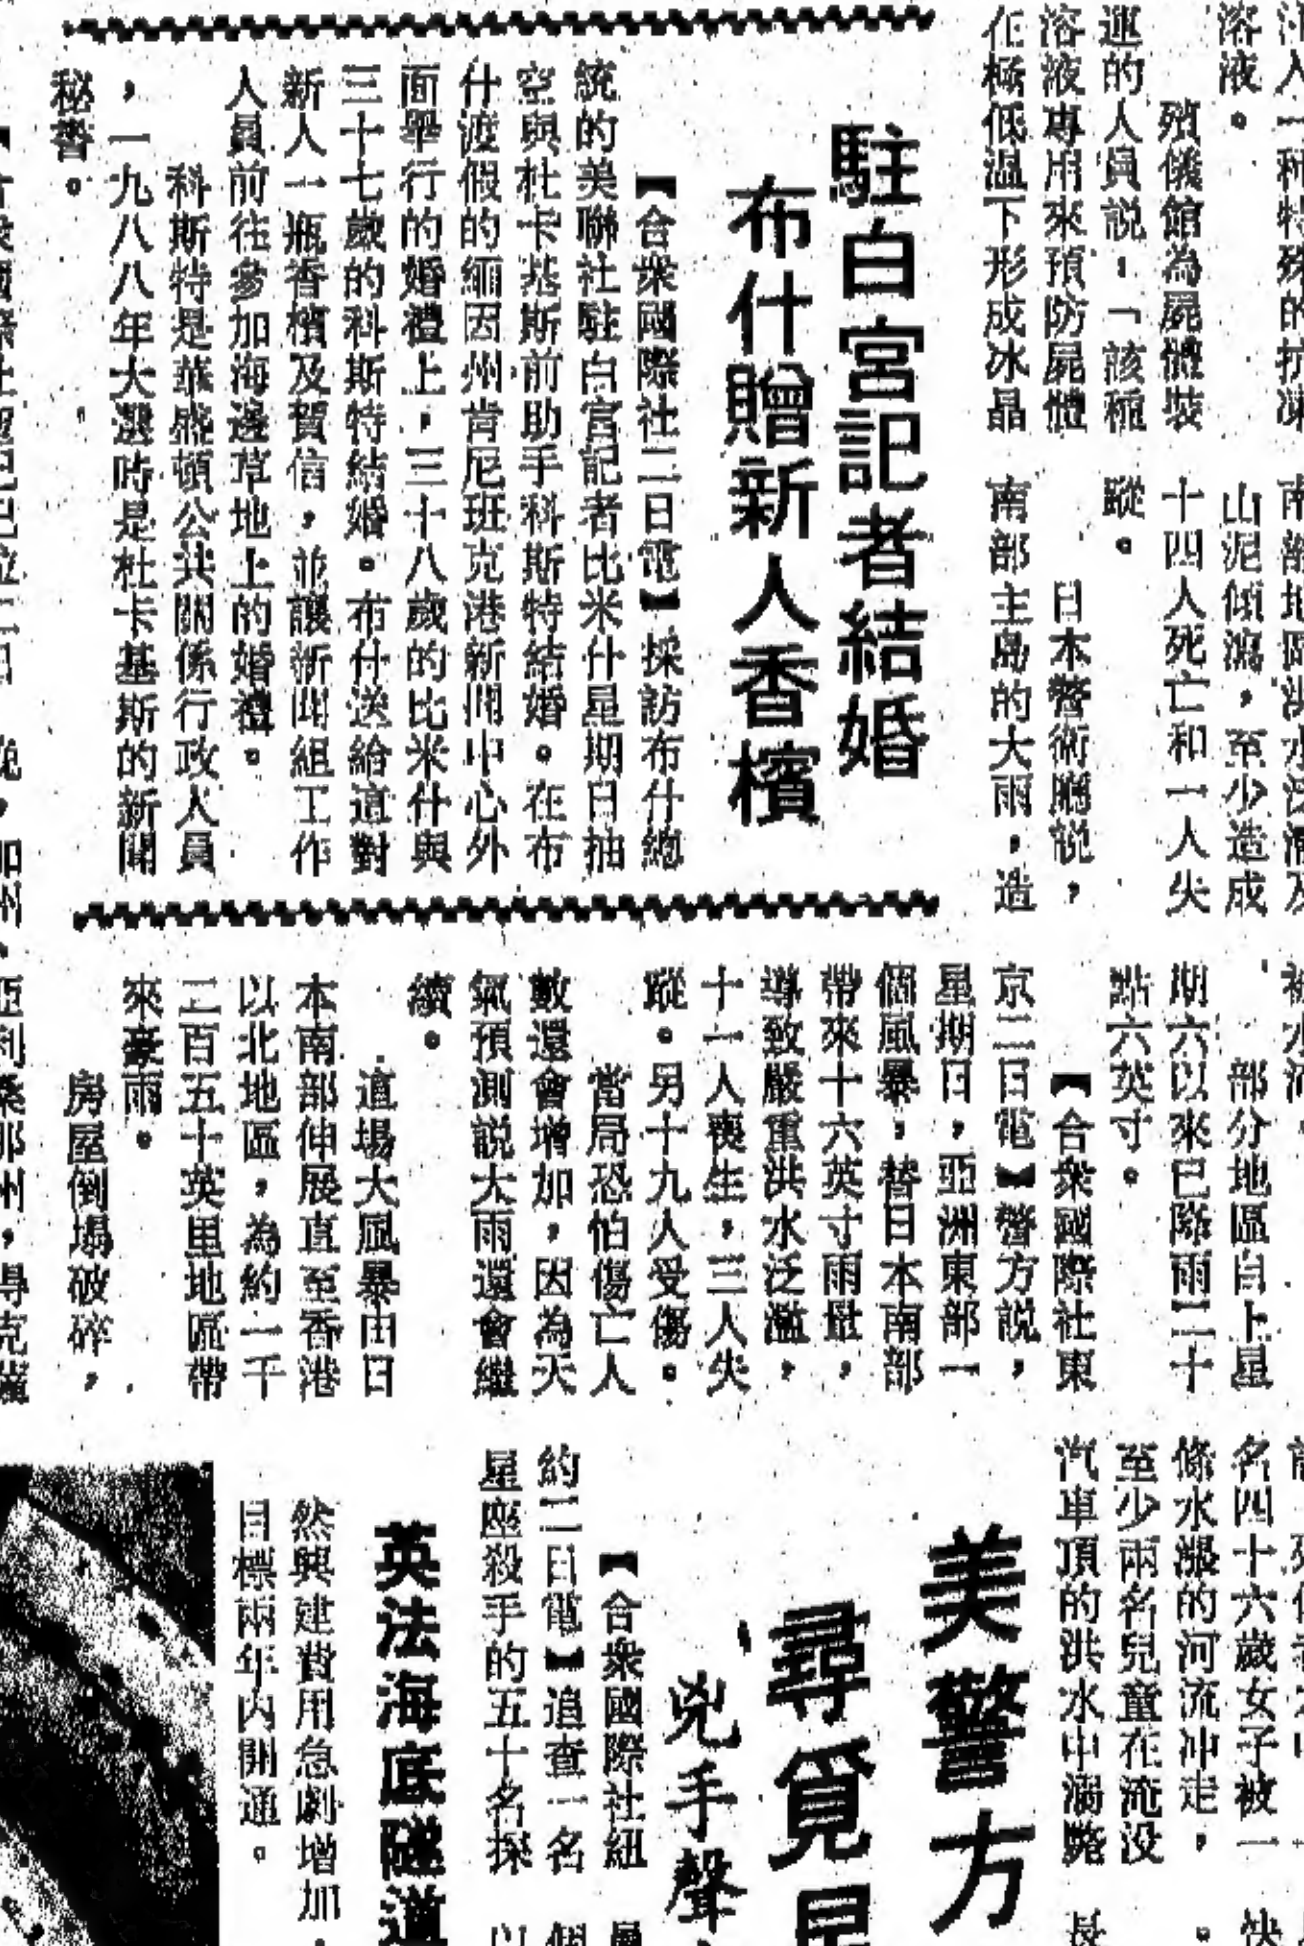 溶液。
殯儀館為屍體裝
運的人員說：「該種
溶液專用來預防屍體
在極低溫下形成冰晶
駐白宮記者結婚
布什贈新人香檳
【合衆國際社二日電】採訪布什總
統的美聯社駐白宮記者比米什星期日抽
空與杜卡基斯前助手科斯特結婚。在布
什渡假的緬因州肯尼班克港新聞中心外
面舉行的婚禮上，三十八歲的比米什與
三十七歲的科斯特結婚。布什送給這對
新人一瓶香檳及賀信，並讓新聞組工作
人員前往參加海邊草地上的婚禮。
科斯特是華盛頓公共關係行政人員
，一九八八年大選時是杜卡基斯的新聞
秘書。
山泥傾瀉，至少造成
十四人死亡和一人失
蹤。
日本警術廳說，
南部主島的大雨，造
部分地區自上星
期六以來已降雨二十
點六英寸。
【合衆國際社東
京二日電】警方說，
星期日，亞洲東部一
個風暴，替日本南部
帶來十六英寸雨量，
導致嚴重洪水泛濫，
十一人喪生，三人失
蹤。另十九人受傷。
當局恐怕傷亡人
數還會增加，因為天
氣預測說大雨還會繼
續。
這場大風暴由日
本南部伸展直至香港
以北地區，為約一千
二百五十英里地區帶
來豪雨。
房屋倒塌破碎，
名四十六歲女子被一
條水漲的河流冲走，
至少兩名兒童在淹没
汽車頂的洪水中溺斃
美警方
尋覓
兇手聲
【合衆國際社紐
約二日電】追查一名
星座殺手的五十名探
英法海底隧道
然興建費用急劇增加，
目標兩年內開通。